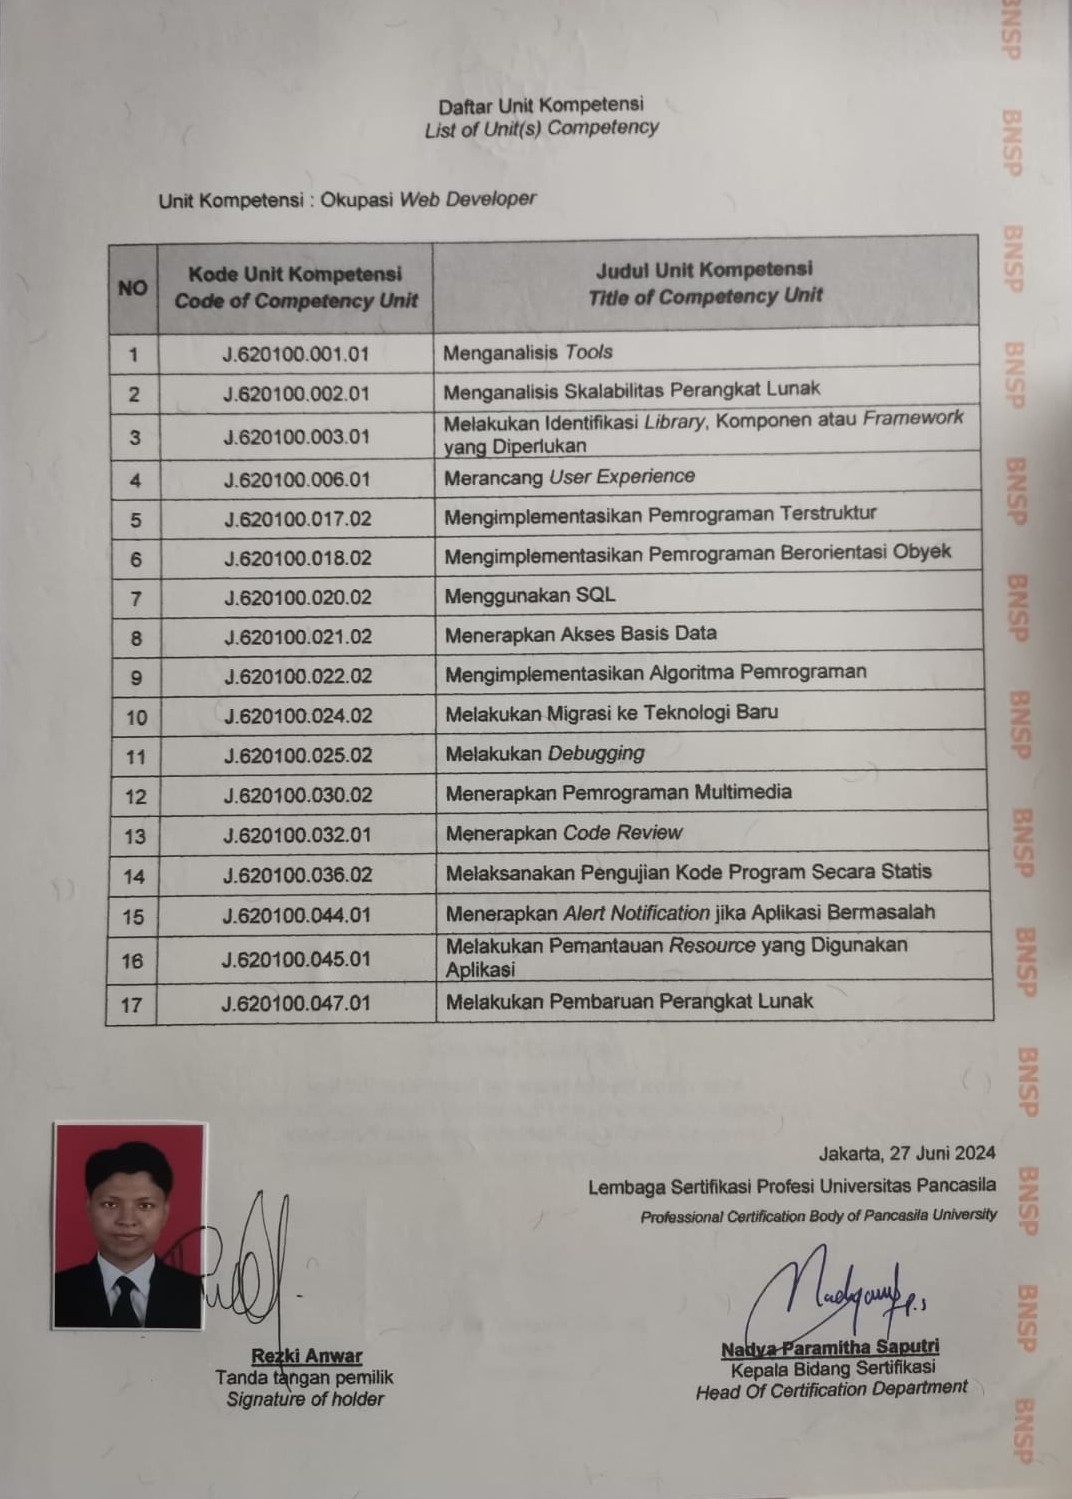 Daftar Unit Kompetensi
List of Unit(s) Competency
Unit Kompetensi : Okupasi Web Developer
NO
Kode Unit Kompetensi
Code of Competency Unit
Judul Unit Kompetensi
Title of Competency Unit
1 J.620100.001.01 Menganalisis Tools
2 J.620100.002.01 Menganalisis Skalabilitas Perangkat Lunak
3 J.620100.003.01 Melakukan Identifikasi Library, Komponen atau Framework
yang Diperlukan
4 J.620100.006.01 Merancang User Experience
5 J.620100.017.02 Mengimplementasikan Pemrograman Terstruktur
6 J.620100.018.02 Mengimplementasikan Pemrograman Berorientasi Obyek
7 J.620100.020.02 Menggunakan SQL
8 J.620100.021.02 Menerapkan Akses Basis Data
9 J.620100.022.02 Mengimplementasikan Algoritma Pemrograman
10 J.620100.024.02 Melakukan Migrasi ke Teknologi Baru
11 J.620100.025.02 Melakukan Debugging
12 J.620100.030.02 Menerapkan Pemrograman Multimedia
13 J.620100.032.01 Menerapkan Code Review
14 J.620100.036.02 Melaksanakan Pengujian Kode Program Secara Statis
15 J.620100.044.01 Menerapkan Alert Notification jika Aplikasi Bermasalah
16 J.620100.045.01 Melakukan Pemantauan Resource yang Digunakan
Aplikasi
17 J.620100.047.01 Melakukan Pembaruan Perangkat Lunak
Jakarta, 27 Juni 2024
Lembaga Sertifikasi Profesi Universitas Pancasila
Professional Certification Body of Pancasila University
Rezki Anwar
Tanda tangan pemilik
Signature of holder
Nadya Paramitha Saputri
Kepala Bidang Sertifikasi
Head Of Certification Department
BNSP
BNSP
BNSP
BNSP
BNSP
BNSP
BNSP
BNSP
BNSP
BNSP
BNSP
BNSP
BNSP